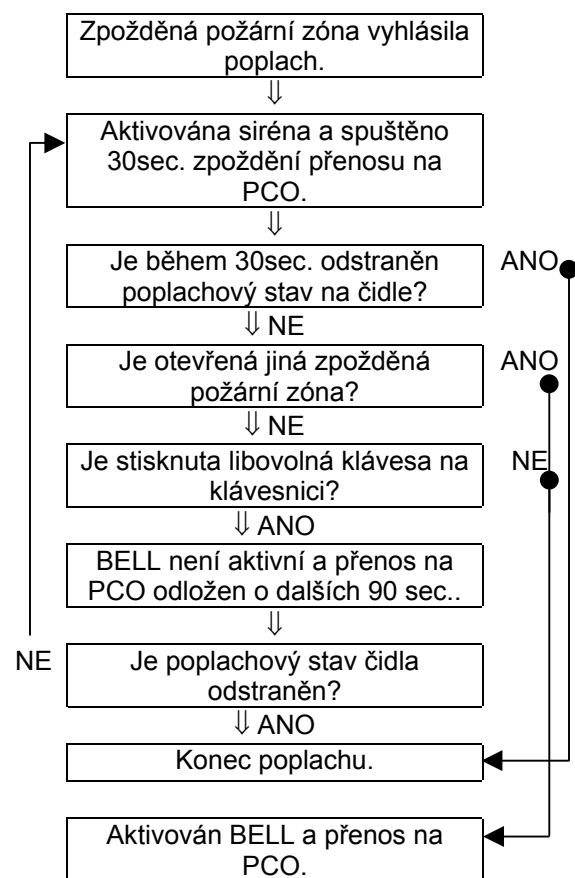 Zpožděná požární zóna vyhlásila
poplach.
⇓
Aktivována siréna a spuštěno
30sec. zpoždění přenosu na
PCO.
⇓
Je během 30sec. odstraněn
poplachový stav na čidle?
ANO
⇓ NE
Je otevřená jiná zpožděná
požární zóna?
ANO
⇓ NE
Je stisknuta libovolná klávesa na
klávesnici?
NE
⇓ ANO
BELL není aktivní a přenos na
PCO odložen o dalších 90 sec..
⇓
NE
Je poplachový stav čidla
odstraněn?
⇓ ANO
Konec poplachu.
Aktivován BELL a přenos na
PCO.